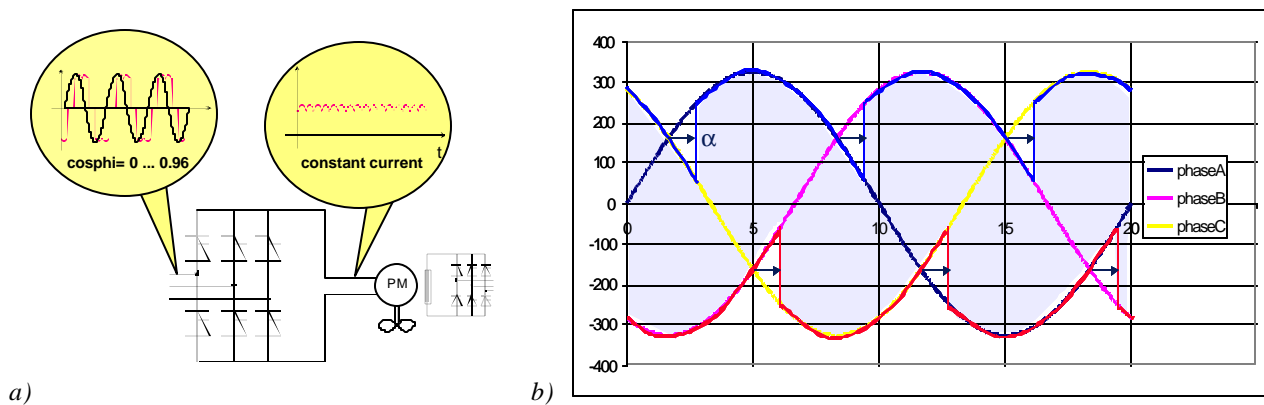 cosphi= 0 ... 0.96
constant current
t
PM
a)
b)
400
300
200
100
0
-100
-200
-300
-400
0
5
10
15
20
α
phaseA
phaseB
phaseC